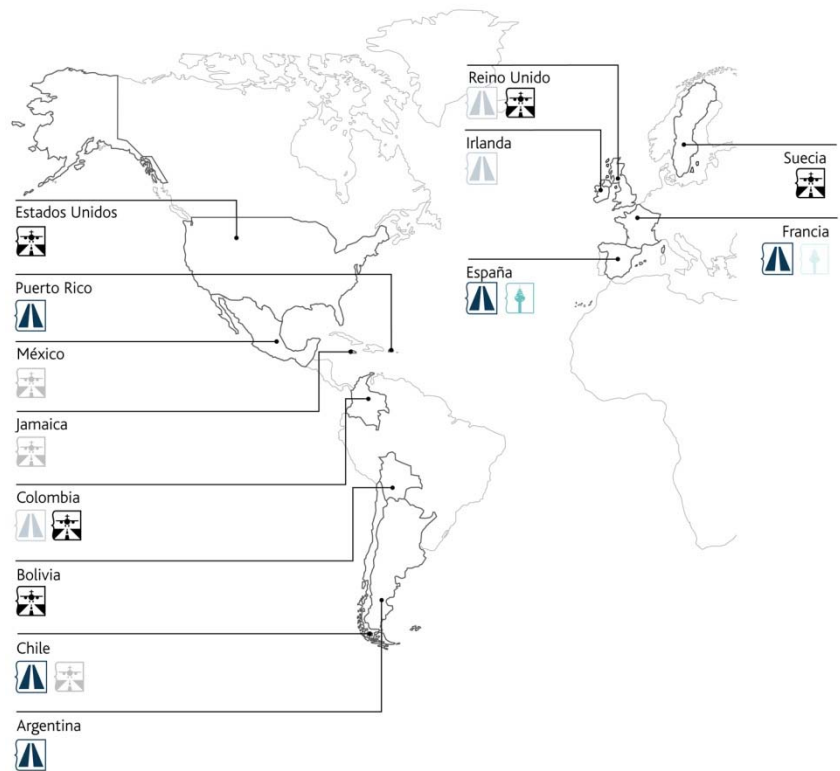 Reino Unido
Irlanda
Suecia
Estados Unidos
Francia
España
Puerto Rico
México
Jamaica
Colombia
Bolivia
Chile
Argentina